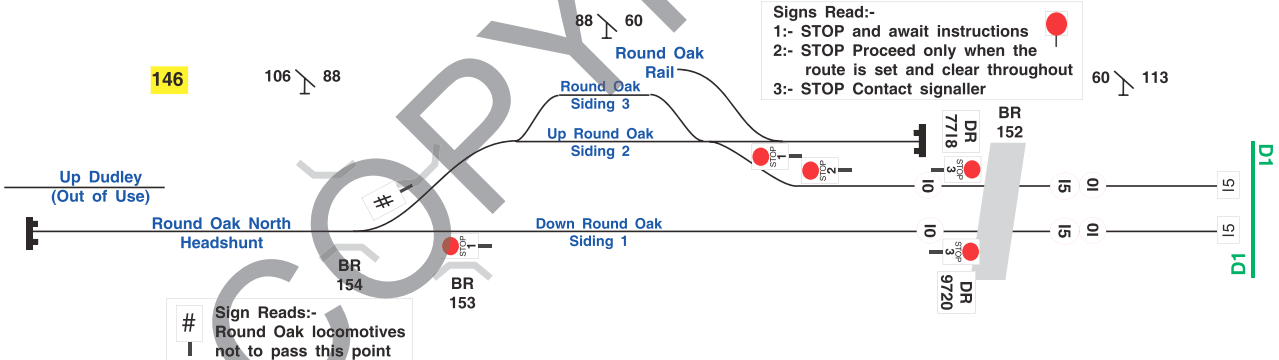 88 60
Signs Read:-
1:- STOP and await instructions
2:- STOP Proceed only when the
route is set and clear throughout
3:- STOP Contact signaller
Round Oak
Rail
146
106 88
60 113
Round Oak
Siding 3
BR
152
DR
7718
Up Round Oak
Siding 2
STOP
1
STOP
2
STOP
3
D1
Up Dudley
(Out of Use)
#
10
15
10
15
Round Oak North
Headshunt
Down Round Oak
Siding 1
10
15
10
15
STOP
1
STOP
3
D1
BR
154
BR
153
DR
9720
#
Sign Reads:-
Round Oak locomotives
not to pass this point
COPY